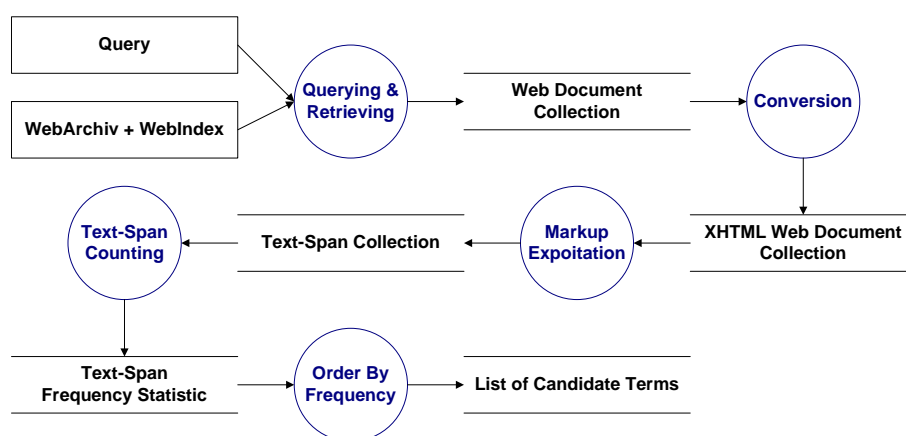 Query
WebArchiv + WebIndex
Querying &
Retrieving
Web Document
Collection
Conversion
Text-Span
Counting
Text-Span Collection
Markup
Expoitation
XHTML Web Document
Collection
Text-Span
Frequency Statistic
Order By
Frequency
List of Candidate Terms